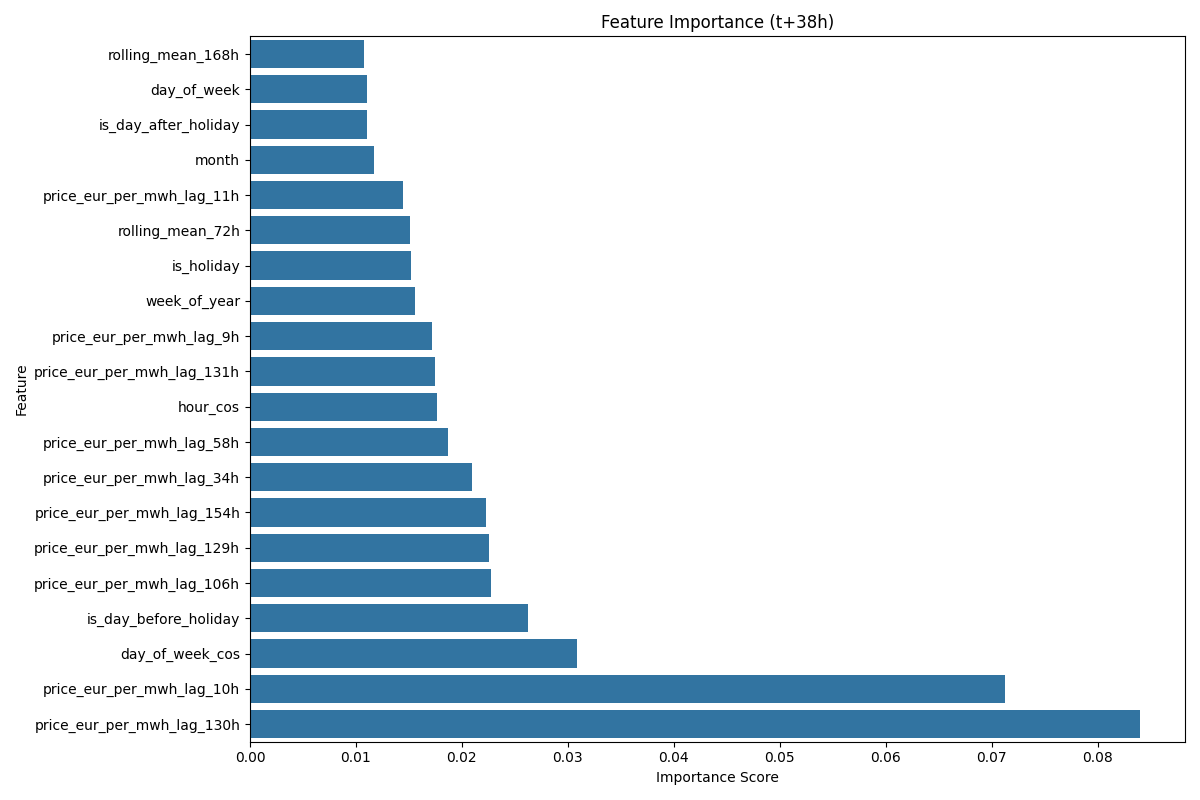 Feature Importance (t+38h)
rolling_mean_168h
day_of_week
is_day_after_holiday
month
price_eur_per_mwh_lag_11h
rolling_mean_72h
is_holiday
week_of_year
price_eur_per_mwh_lag_9h
price_eur_per_mwh_lag_131h
hour_cos
price_eur_per_mwh_lag_58h
price_eur_per_mwh_lag_34h
price_eur_per_mwh_lag_154h
price_eur_per_mwh_lag_129h
price_eur_per_mwh_lag_106h
is_day_before_holiday
day_of_week_cos
price_eur_per_mwh_lag_10h
price_eur_per_mwh_lag_130h
Feature
0.00 0.01 0.02 0.03 0.04 0.05 0.06 0.07 0.08
Importance Score